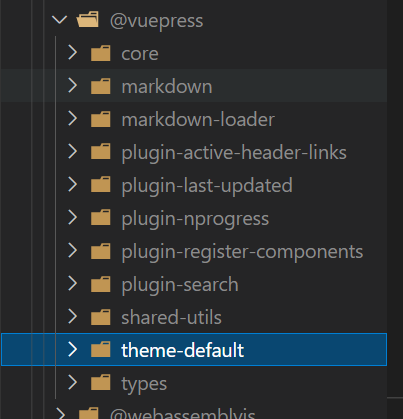 @vuepress
core
markdown
markdown-loader
plugin-active-header-links
plugin-last-updated
plugin-nprogress
plugin-register-components
plugin-search
shared-utils
theme-default
types
@webassemblyjs